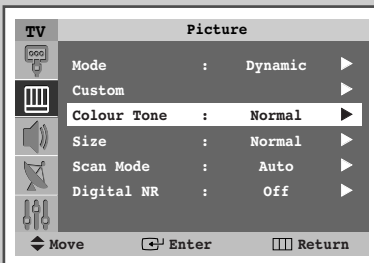 TV Picture
Mode : Dynamic
Custom
Colour Tone : Normal
Size : Normal
Scan Mode : Auto
Digital NR : Off
Move Enter Return